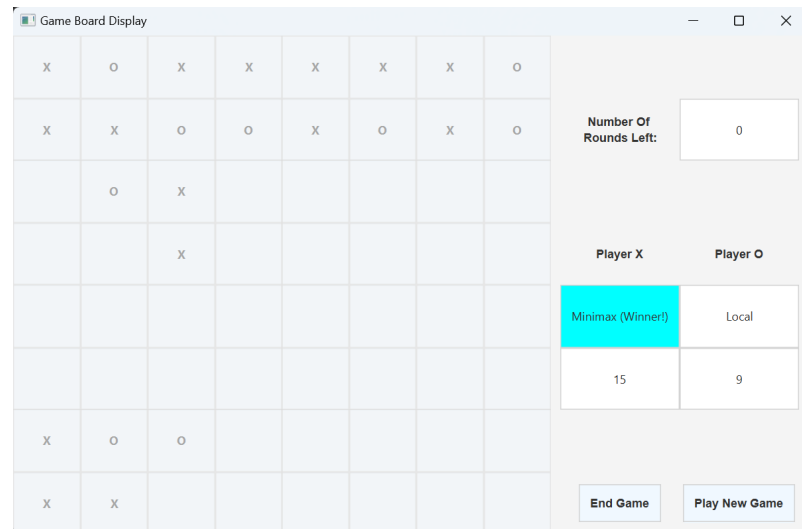 Game Board Display
X O X X X X X O
X X O O X O X O
O X
X
X O O
X X
Number Of
Rounds Left:
0
Player X Player O
Minimax (Winner!) Local
15 9
End Game Play New Game